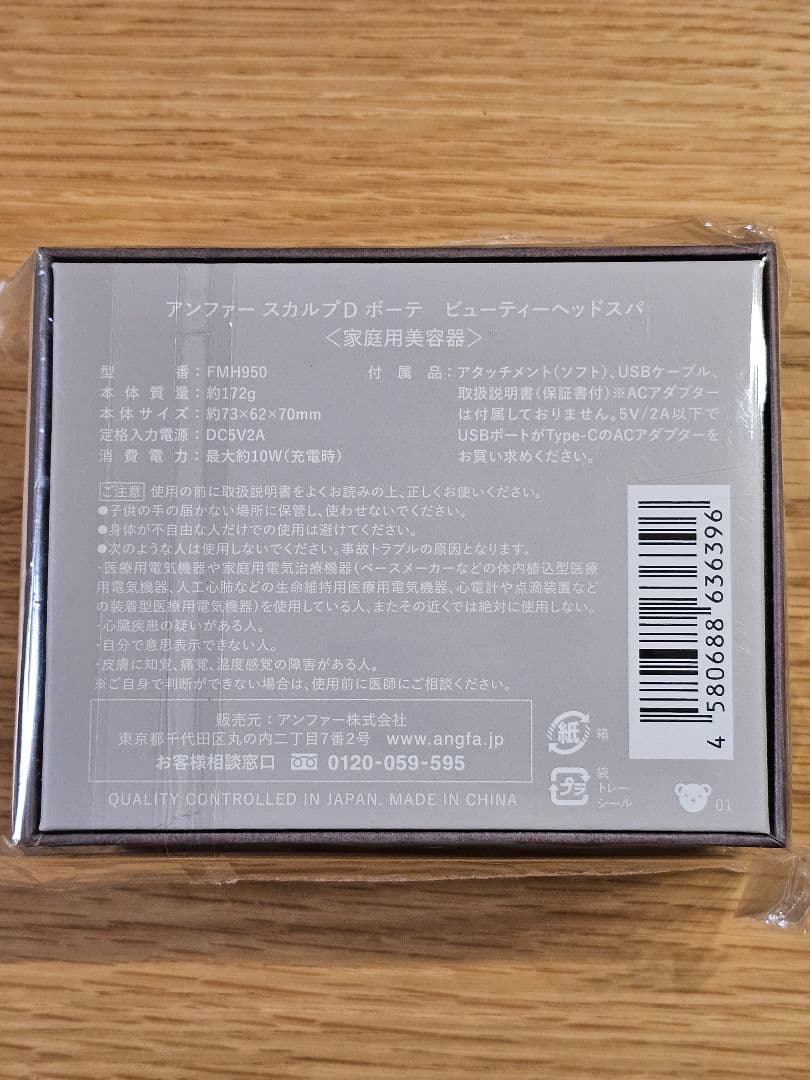 アンファー スカルプD ボーテ　ビューティーヘッドスパ
<家庭用美容器>
型番：FMH950
本体質量：約172g
本体サイズ：約73×62×70mm
定格入力電源：DC5V2A
消費電力：最大約10W(充電時)
付属品：アタッチメント(ソフト)、USBケーブル、
取扱説明書(保証書付)※ACアダプター
は付属しておりません。5V/2A以下で
USBポートがType-CのACアダプターを
お買い求めください。
ご注意 使用の前に取扱説明書をよくお読みの上、正しくお使いください。
●子供の手の届かない場所に保管し、使わせないでください。
●身体が不自由な人だけでの使用は避けてください。
●次のような人は使用しないでください。事故トラブルの原因となります。
・医療用電気機器や家庭用電気治療機器(ペースメーカーなどの体内植込型医療
用電気機器、人工心肺などの生命維持用医療用電気機器、心電計や点滴装置など
の装着型医療用電気機器)を使用している人、またその近くでは絶対に使用しない。
・心臓疾患の疑いがある人。
・自分で意思表示できない人。
・皮膚に知覚、痛覚、温度感覚の障害がある人。
※ご自身で判断ができない場合は、使用前に医師にご相談ください。
販売元：アンファー株式会社
東京都千代田区丸の内二丁目7番2号 www.angfa.jp
お客様相談窓口 0120-059-595
QUALITY CONTROLLED IN JAPAN. MADE IN CHINA
紙 箱
プラ 袋
トレー
シール
4 580688 636396
01